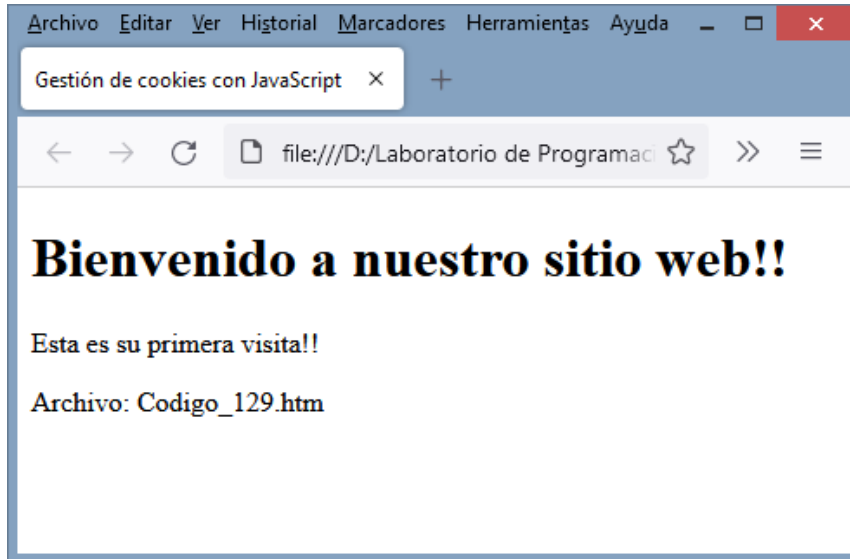 Archivo Editar Ver Historial Marcadores Herramientas Ayuda
Gestión de cookies con JavaScript
file:///D:/Laboratorio de Programaci
Bienvenido a nuestro sitio web!!
Esta es su primera visita!!
Archivo: Codigo_129.htm